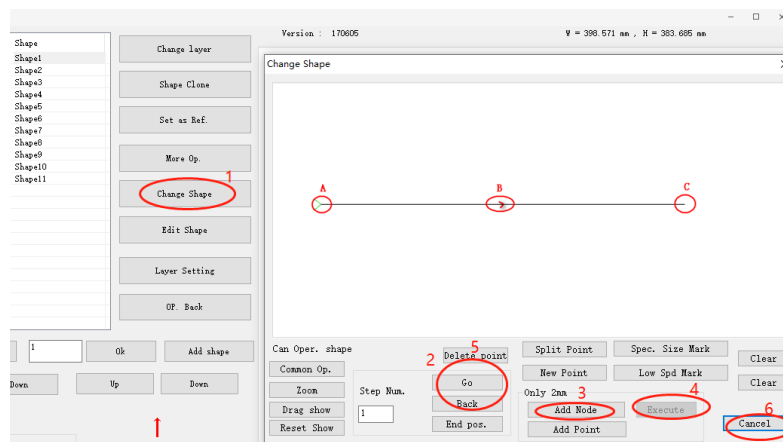 Version : 170605
W = 398.571 mm , H = 383.685 mm
Shape
Shape1
Shape2
Shape3
Shape4
Shape5
Shape6
Shape7
Shape8
Shape9
Shape10
Shape11
Change layer
Shape Clone
Set as Ref.
More Op.
1
Change Shape
Edit Shape
Layer Setting
OP. Back
1
Ok
Add shape
Down
Up
Down
Change Shape
A
B
C
Can Oper. shape
Common Op.
Zoom
Drag show
Reset Show
Step Num.
1
2
5
Delete point
Go
Back
End pos.
Split Point
Spec. Size Mark
New Point
Low Spd Mark
Only 2mm
3
4
Add Node
Execute
Add Point
Clear
Clear
6
Cancel